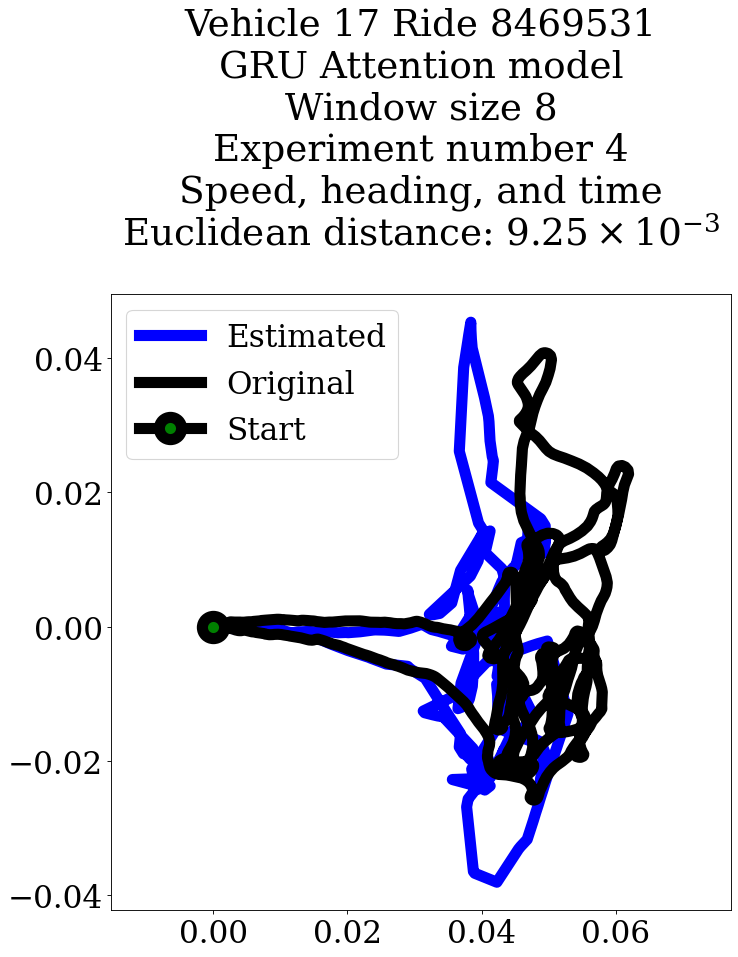 Vehicle 17 Ride 8469531
GRU Attention model
Window size 8
Experiment number 4
Speed, heading, and time
Euclidean distance: 9.25 × 10⁻³
Estimated
Original
Start
0.04
0.02
0.00
−0.02
−0.04
0.00 0.02 0.04 0.06